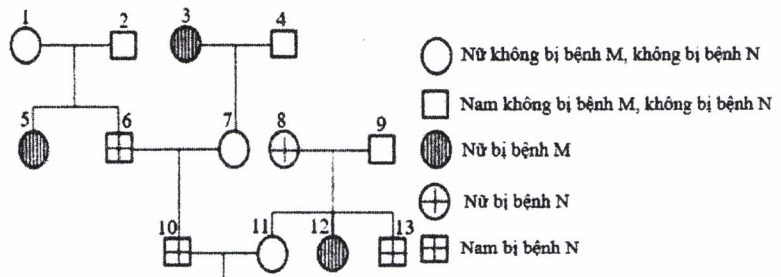 1
2
3
4
Nữ không bị bệnh M, không bị bệnh N
Nam không bị bệnh M, không bị bệnh N
5
6
7
8
9
Nữ bị bệnh M
Nữ bị bệnh N
10
11
12
13
Nam bị bệnh N